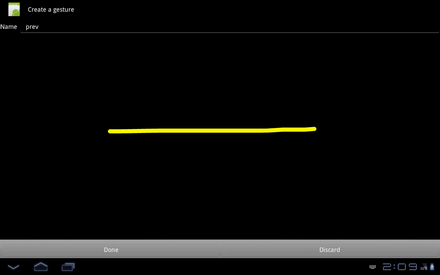 Create a gesture
Name prev
Done Discard
2:09